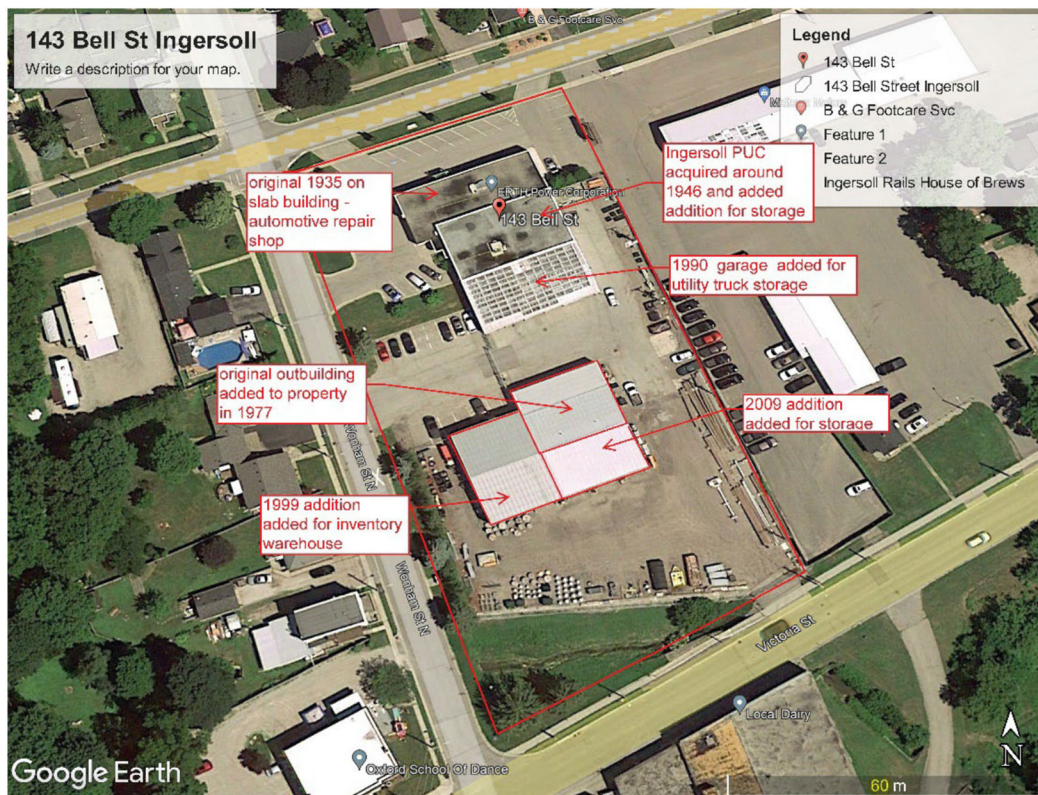 143 Bell St Ingersoll
Write a description for your map.
B & G Footcare Svc
Legend
143 Bell St
143 Bell Street Ingersoll
B & G Footcare Svc
Feature 1
Feature 2
Ingersoll Rails House of Brews
original 1935 on
slab building -
automotive repair
shop
ERTH Power Corporation
143 Bell St
Ingersoll PUC
acquired around
1946 and added
addition for storage
1990 garage added for
utility truck storage
original outbuilding
added to property
in 1977
2009 addition
added for storage
Wonham St N
1999 addition
added for inventory
warehouse
Wonham St N
Victoria St
Local Dairy
Oxford School Of Dance
Google Earth
N
60 m